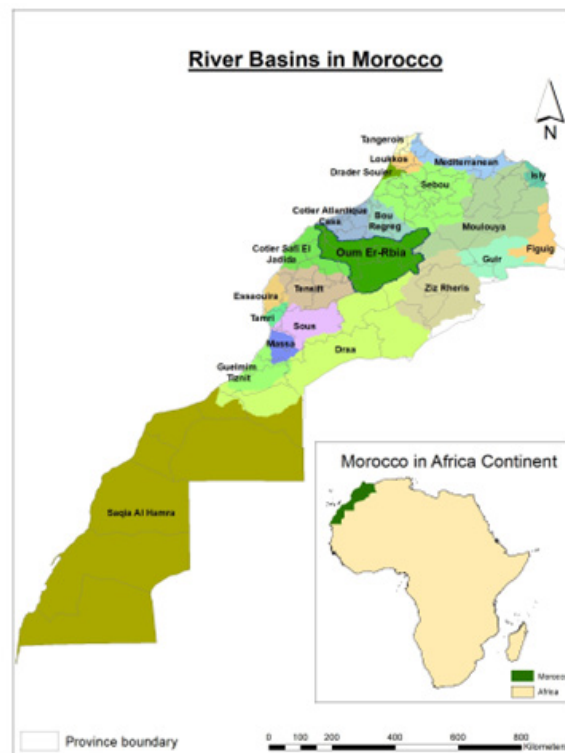 River Basins in Morocco
N
Tangerois
Loukkos
Mediterranean
Drader Souier
Isly
Sebou
Cotier Atlantique
Casa
Bou
Regreg
Moulouya
Cotier Safi El
Jadida
Oum Er-Rbia
Figuig
Guir
Tensift
Ziz Rheris
Essaouira
Tamri
Sous
Massa
Draa
Guelmim
Tiznit
Saqia Al Hamra
Morocco in Africa Continent
Morocc
Africa
Province boundary
0 100 200 400 600 800
Kilometers